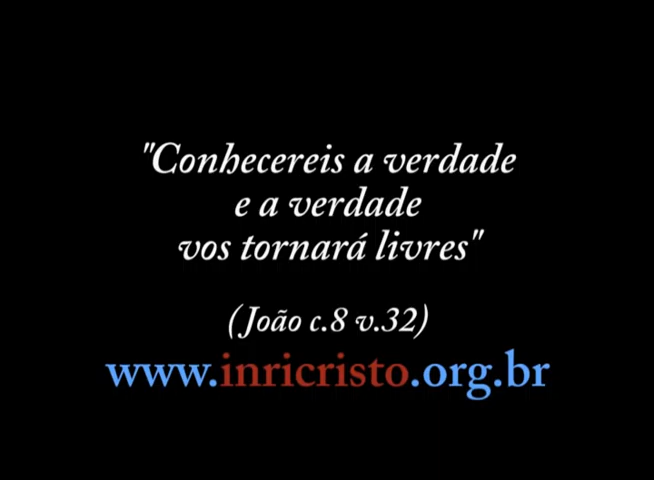 "Conhecereis a verdade
e a verdade
vos tornará livres"
(João c.8 v.32)
www.inricristo.org.br